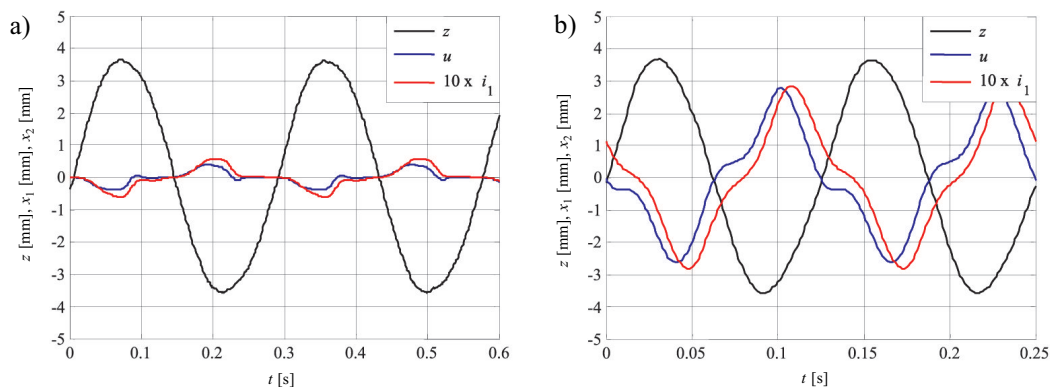 a)
z [mm], x₁ [mm], x₂ [mm]
5
4
3
2
1
0
-1
-2
-3
-4
-5
0
0.1
0.2
0.3
0.4
0.5
0.6
t [s]
z
u
10 x i₁
b)
z [mm], x₁ [mm], x₂ [mm]
5
4
3
2
1
0
-1
-2
-3
-4
-5
0
0.05
0.1
0.15
0.2
0.25
t [s]
z
u
10 x i₁